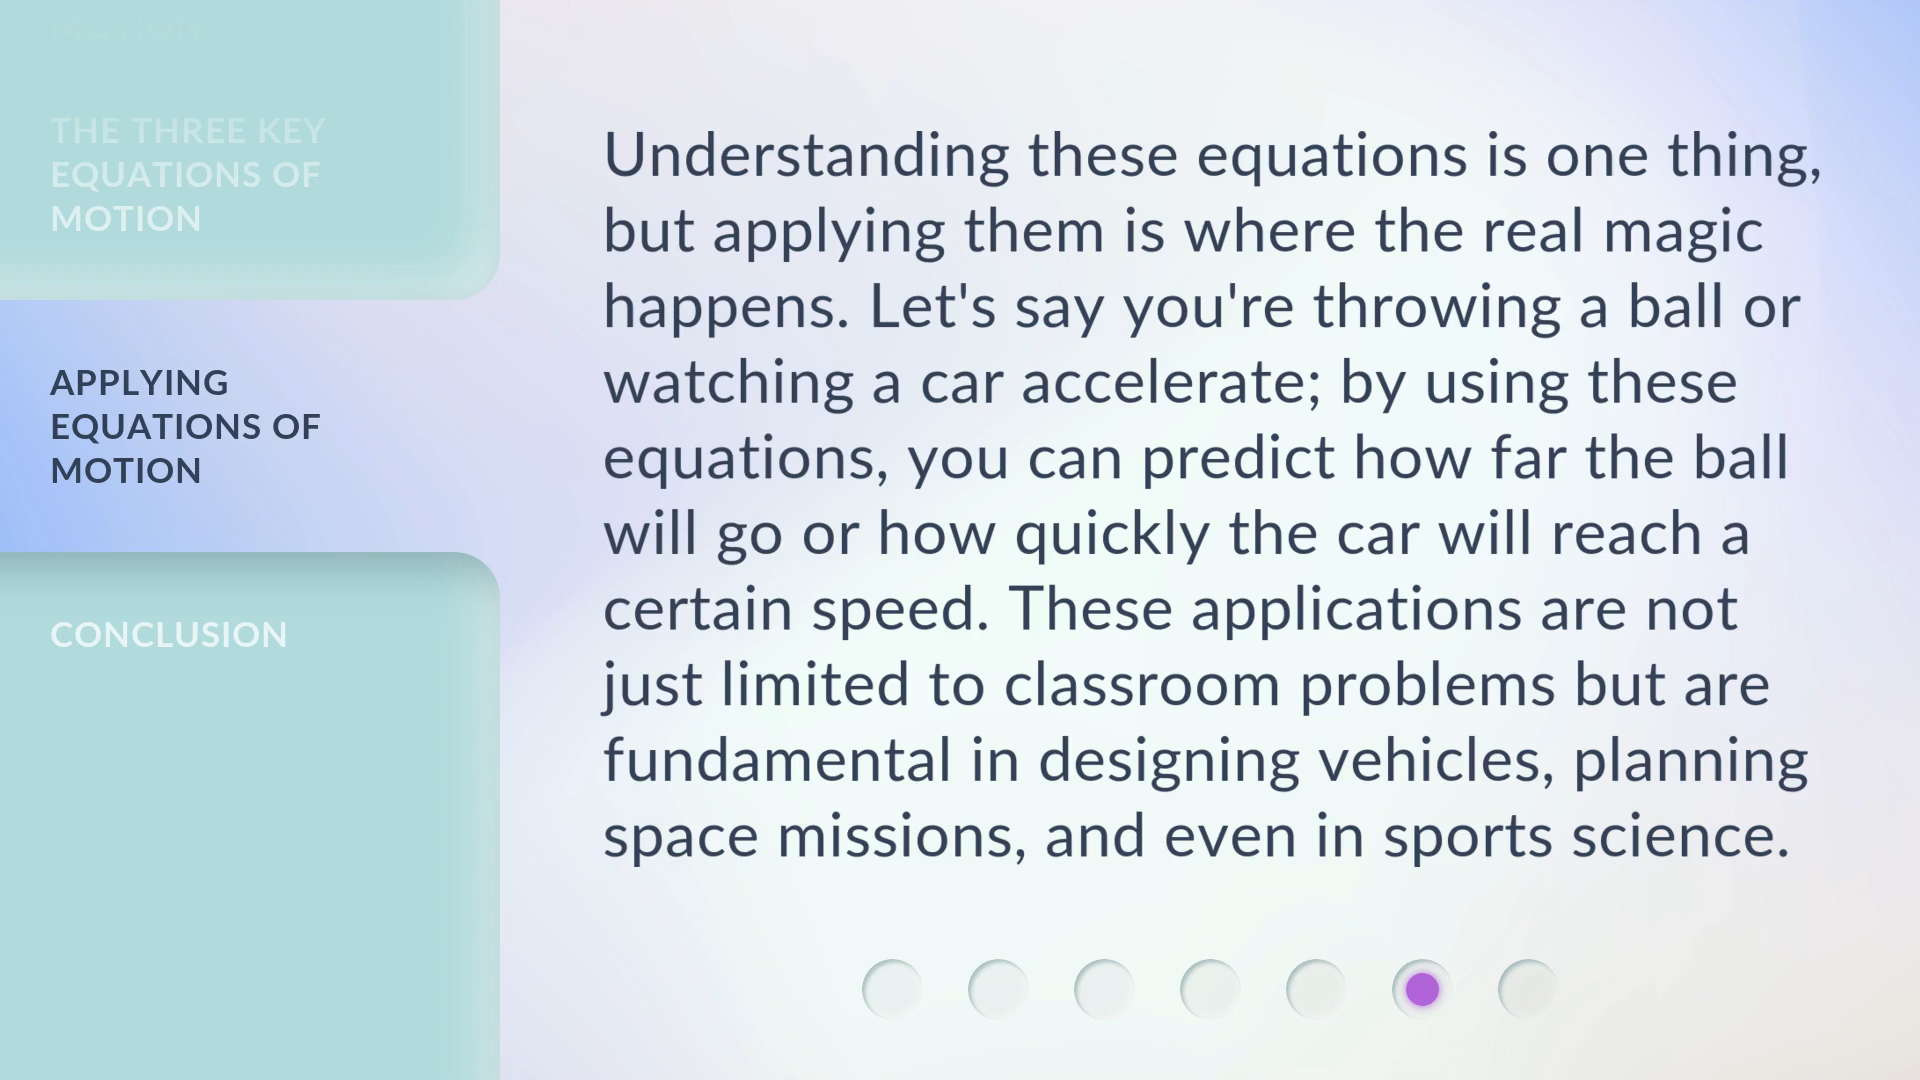 MOTION
THE THREE KEY
EQUATIONS OF
MOTION
APPLYING
EQUATIONS OF
MOTION
CONCLUSION
Understanding these equations is one thing,
but applying them is where the real magic
happens. Let's say you're throwing a ball or
watching a car accelerate; by using these
equations, you can predict how far the ball
will go or how quickly the car will reach a
certain speed. These applications are not
just limited to classroom problems but are
fundamental in designing vehicles, planning
space missions, and even in sports science.